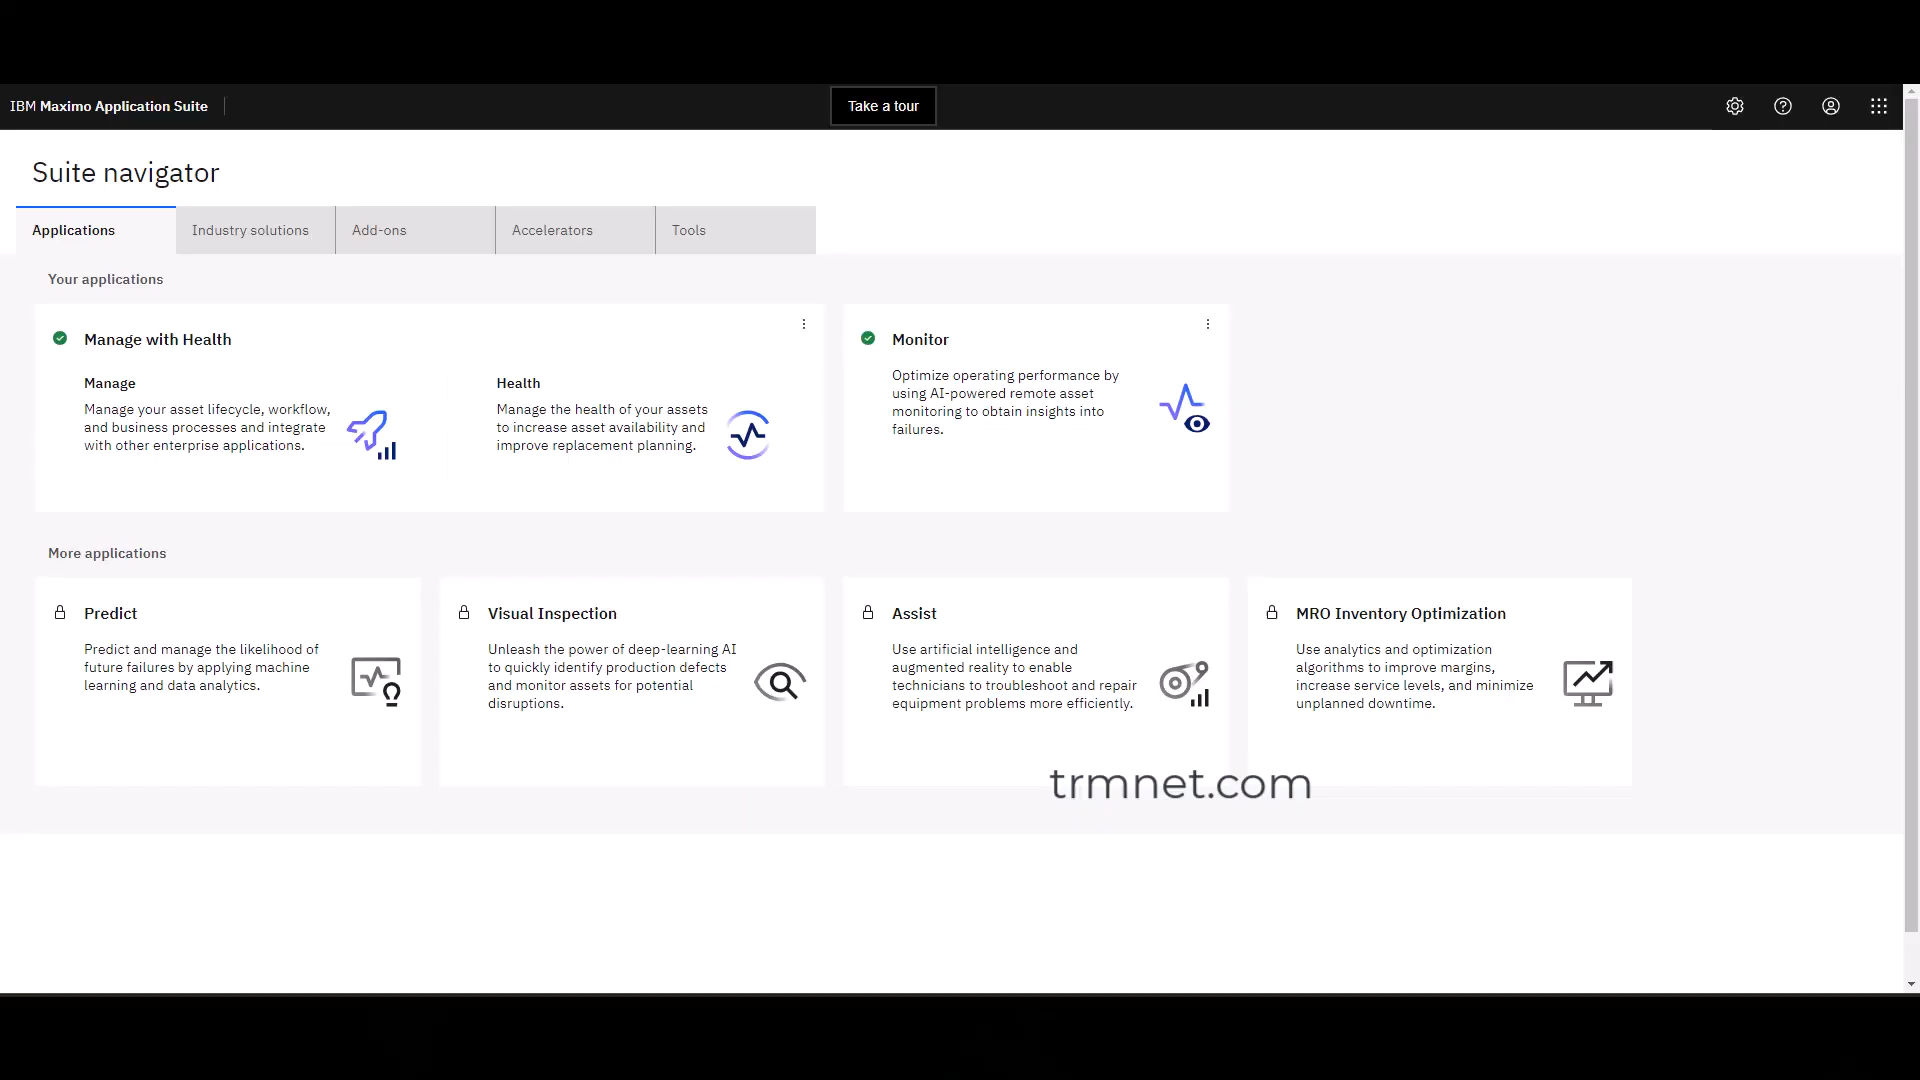 IBM Maximo Application Suite
Take a tour
Suite navigator
Applications
Industry solutions
Add-ons
Accelerators
Tools
Your applications
Manage with Health
Manage
Manage your asset lifecycle, workflow,
and business processes and integrate
with other enterprise applications.
Health
Manage the health of your assets
to increase asset availability and
improve replacement planning.
Monitor
Optimize operating performance by
using AI-powered remote asset
monitoring to obtain insights into
failures.
More applications
Predict
Predict and manage the likelihood of
future failures by applying machine
learning and data analytics.
Visual Inspection
Unleash the power of deep-learning AI
to quickly identify production defects
and monitor assets for potential
disruptions.
Assist
Use artificial intelligence and
augmented reality to enable
technicians to troubleshoot and repair
equipment problems more efficiently.
MRO Inventory Optimization
Use analytics and optimization
algorithms to improve margins,
increase service levels, and minimize
unplanned downtime.
trmnet.com